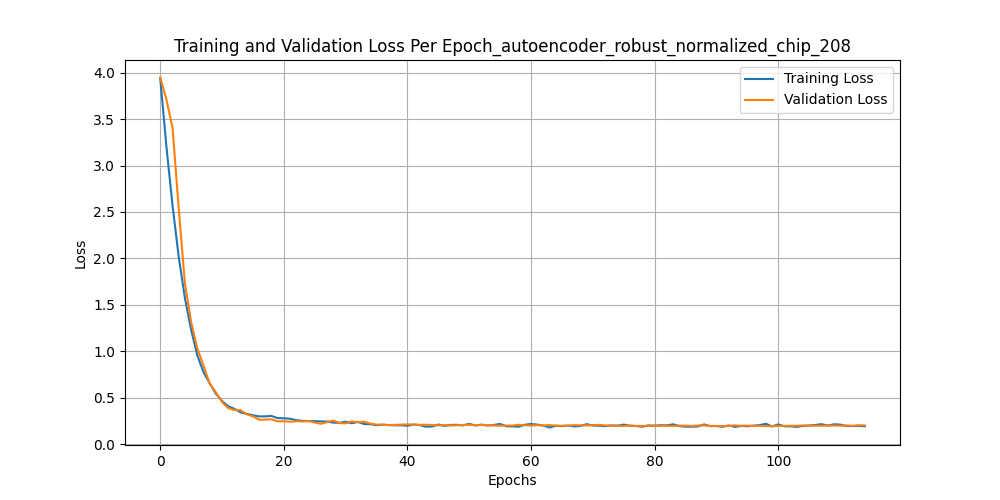 Training and Validation Loss Per Epoch_autoencoder_robust_normalized_chip_208
Training Loss
Validation Loss
4.0
3.5
3.0
2.5
2.0
1.5
1.0
0.5
0.0
Loss
0 20 40 60 80 100
Epochs